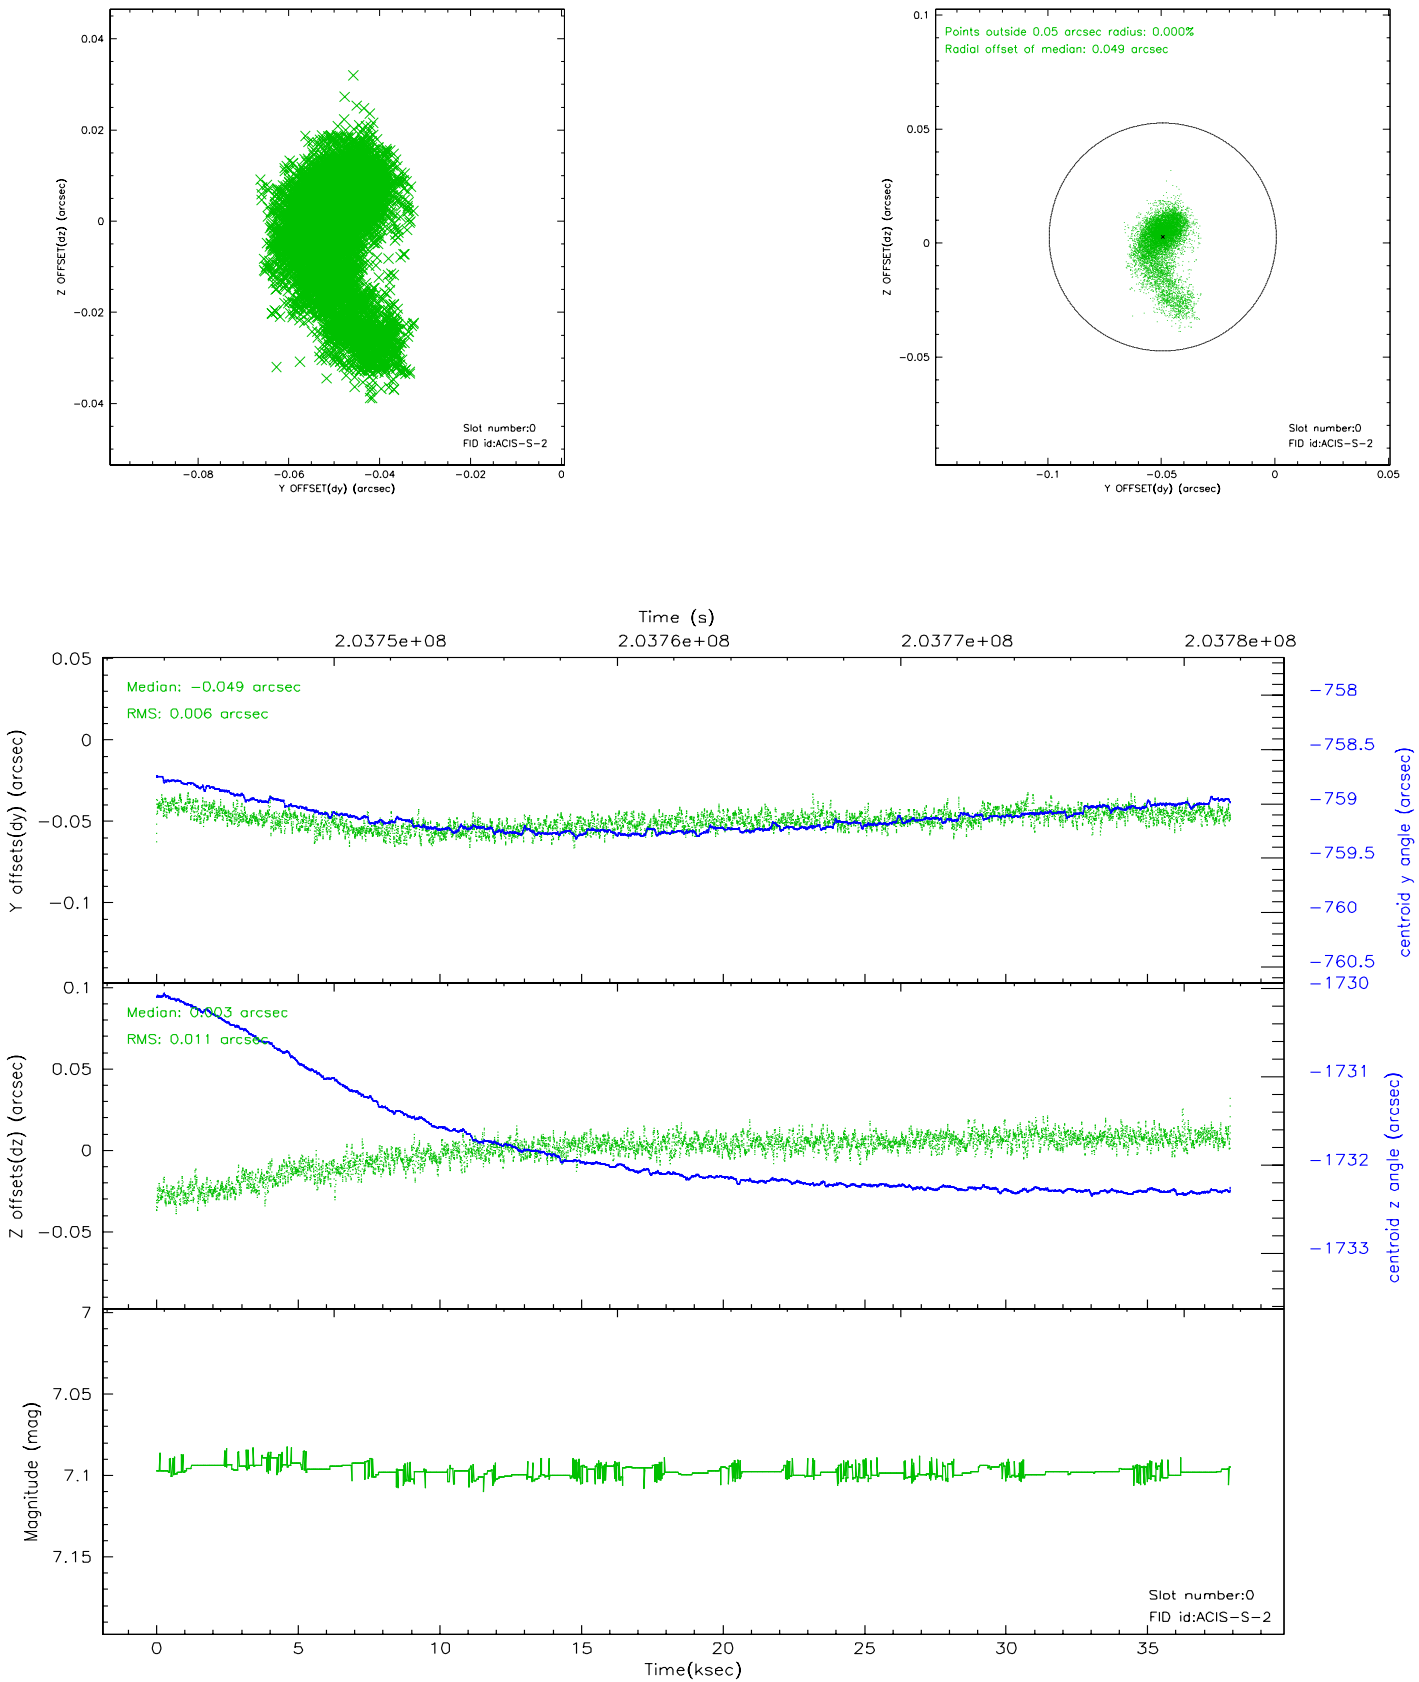 0.04
0.02
0
-0.02
-0.04
Z OFFSET(dz) (arcsec)
Slot number:0
FID id:ACIS-S-2
-0.08 -0.06 -0.04 -0.02 0
Y OFFSET(dy) (arcsec)
0.1
0.05
0
-0.05
Z OFFSET(dz) (arcsec)
Points outside 0.05 arcsec radius: 0.000%
Radial offset of median: 0.049 arcsec
Slot number:0
FID id:ACIS-S-2
-0.1 -0.05 0 0.05
Y OFFSET(dy) (arcsec)
Time (s)
2.0375e+08 2.0376e+08 2.0377e+08 2.0378e+08
0.05
0
-0.05
-0.1
Y offsets(dy) (arcsec)
Median: -0.049 arcsec
RMS: 0.006 arcsec
-758
-758.5
-759
-759.5
-760
-760.5
centroid y angle (arcsec)
0.1
0.05
0
-0.05
Z offsets(dz) (arcsec)
Median: 0.003 arcsec
RMS: 0.011 arcsec
-1730
-1731
-1732
-1733
centroid z angle (arcsec)
7
7.05
7.1
7.15
Magnitude (mag)
Slot number:0
FID id:ACIS-S-2
0 5 10 15 20 25 30 35
Time(ksec)